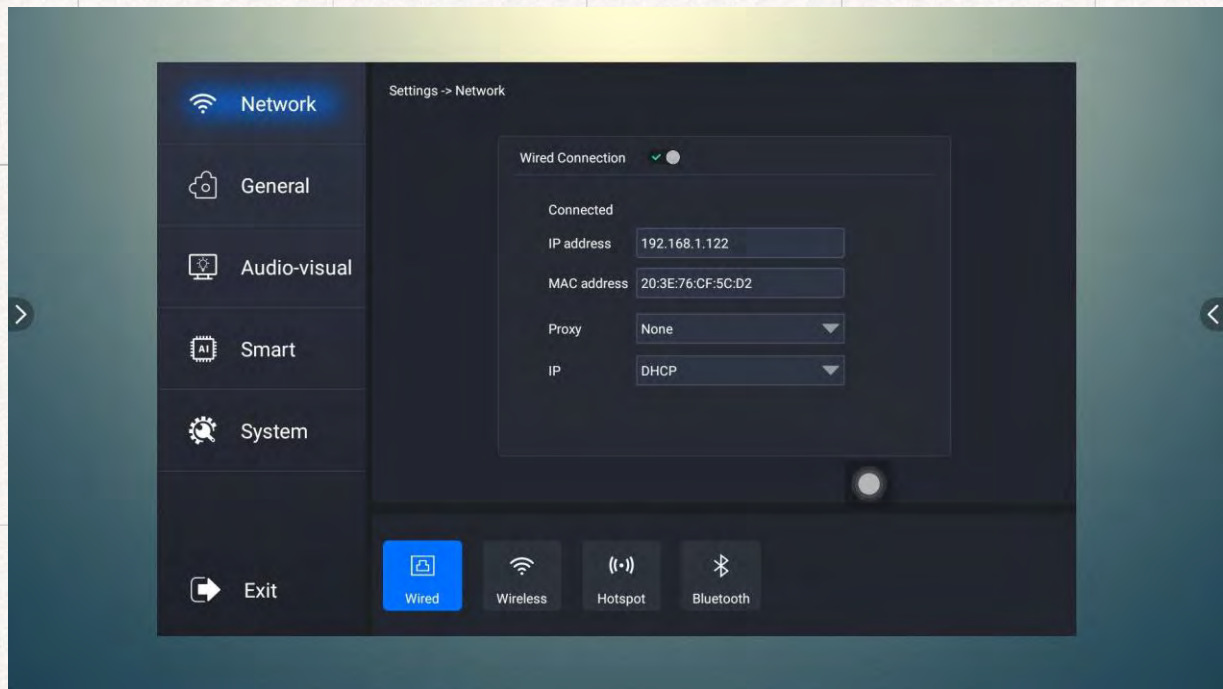 Network
General
Audio-visual
AI
Smart
System
Exit
Settings -> Network
Wired Connection
Connected
IP address 192.168.1.122
MAC address 20:3E:76:CF:5C:D2
Proxy None
IP DHCP
Wired Wireless Hotspot Bluetooth